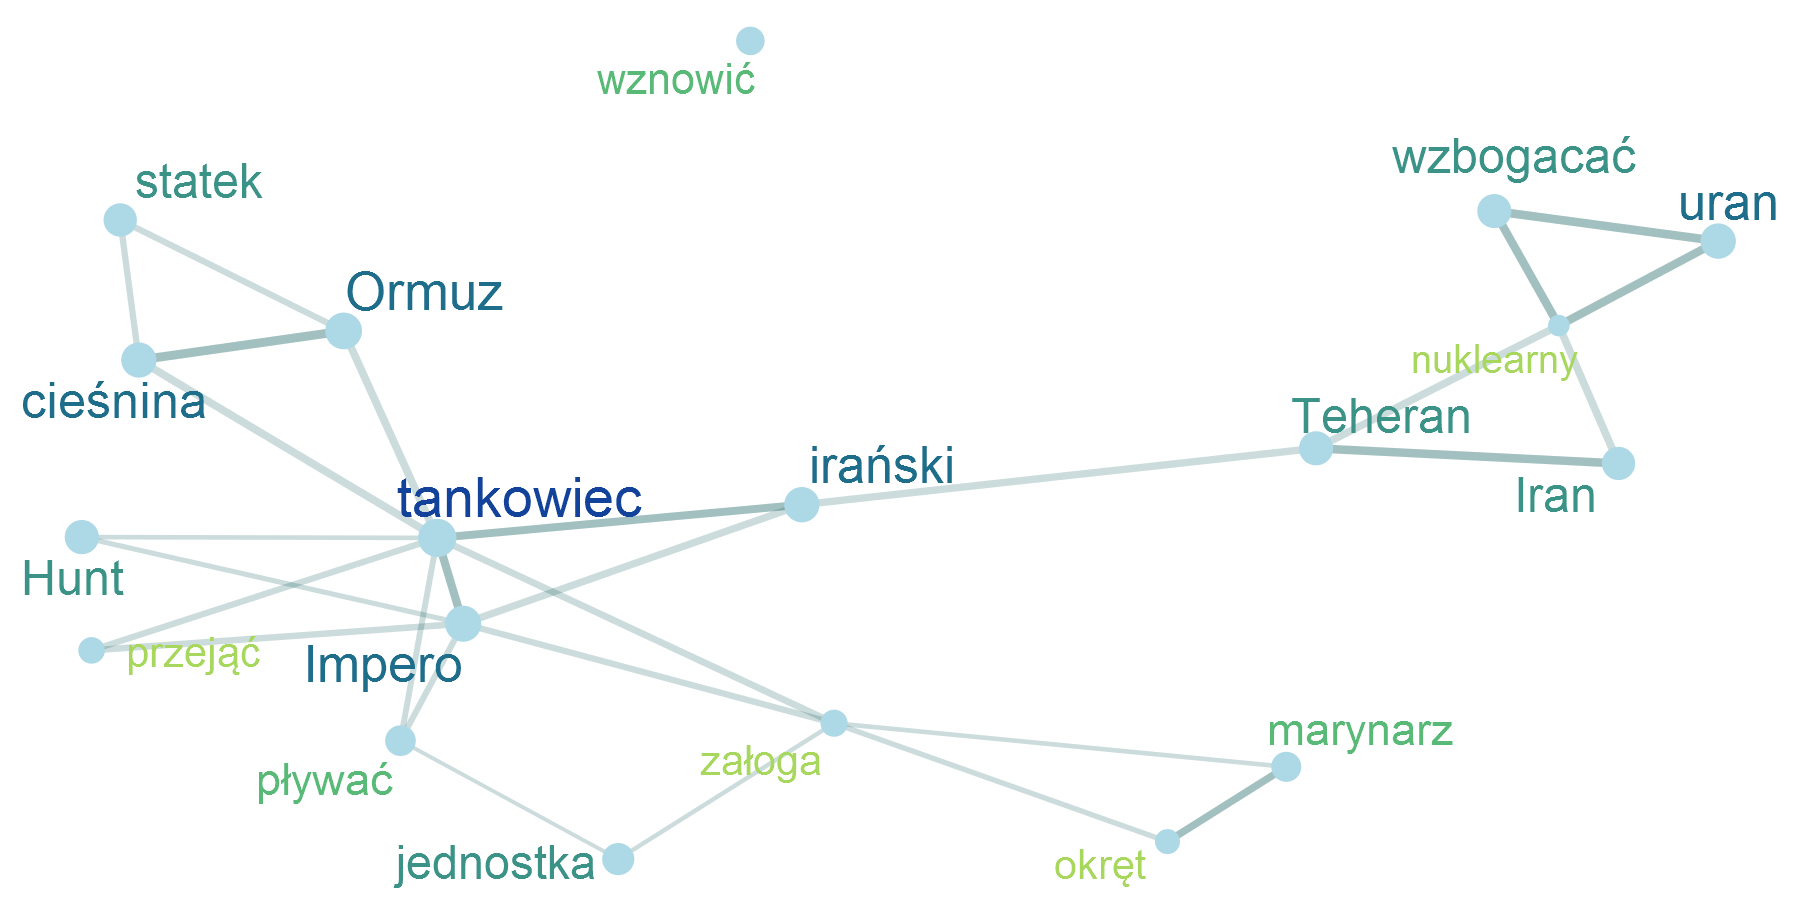 wznowić
wzbogacać
statek
uran
Ormuz
nuklearny
cieśnina
Teheran
irański
tankowiec
Iran
Hunt
przejąć
Impero
marynarz
załoga
pływać
jednostka
okręt